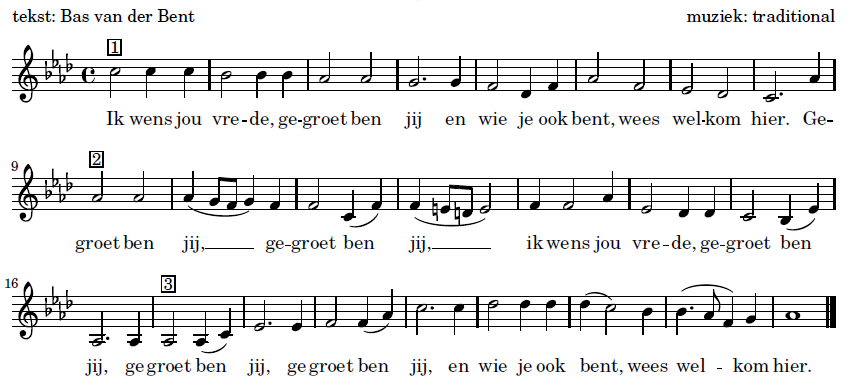 tekst: Bas van der Bent muziek: traditional
1
Ik wens jou vre - de, ge-groet ben jij en wie je ook bent, wees wel-kom hier. Ge-
9 2
groet ben jij, ge-groet ben jij, ik wens jou vre - de, ge-groet ben
16 3
jij, ge groet ben jij, ge groet ben jij, en wie je ook bent, wees wel - kom hier.